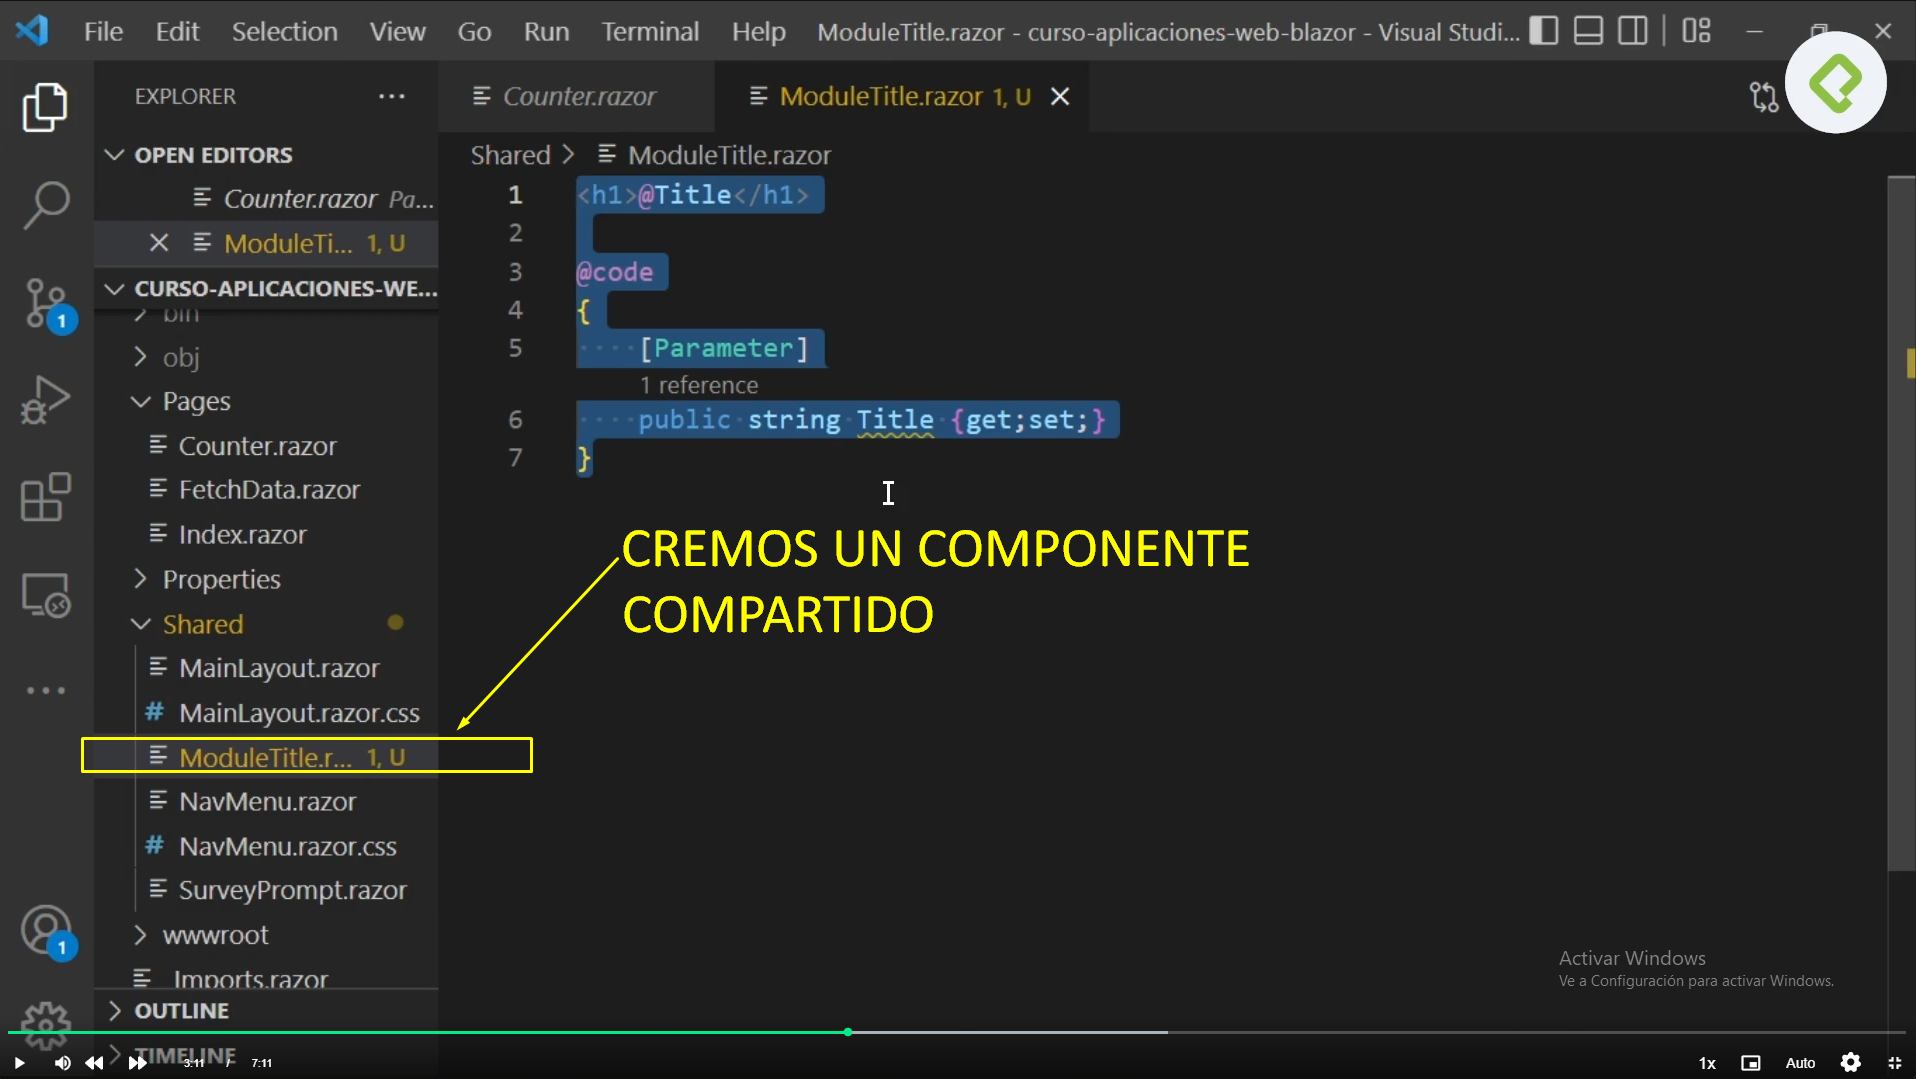 File Edit Selection View Go Run Terminal Help ModuleTitle.razor - curso-aplicaciones-web-blazor - Visual Studi...
EXPLORER
Counter.razor
ModuleTitle.razor 1, U
OPEN EDITORS
Counter.razor Pa...
ModuleTi... 1, U
CURSO-APLICACIONES-WE...
bin
obj
Pages
Counter.razor
FetchData.razor
Index.razor
Properties
Shared
MainLayout.razor
# MainLayout.razor.css
ModuleTitle.r... 1, U
NavMenu.razor
# NavMenu.razor.css
SurveyPrompt.razor
wwwroot
_Imports.razor
OUTLINE
TIMELINE
1
1
Shared > ModuleTitle.razor
1 <h1>@Title</h1>
2
3 @code
4 {
5 [Parameter]
1 reference
6 public string Title {get;set;}
7 }
CREMOS UN COMPONENTE
COMPARTIDO
Activar Windows
Ve a Configuración para activar Windows.
3:11 / 7:11
1x
Auto